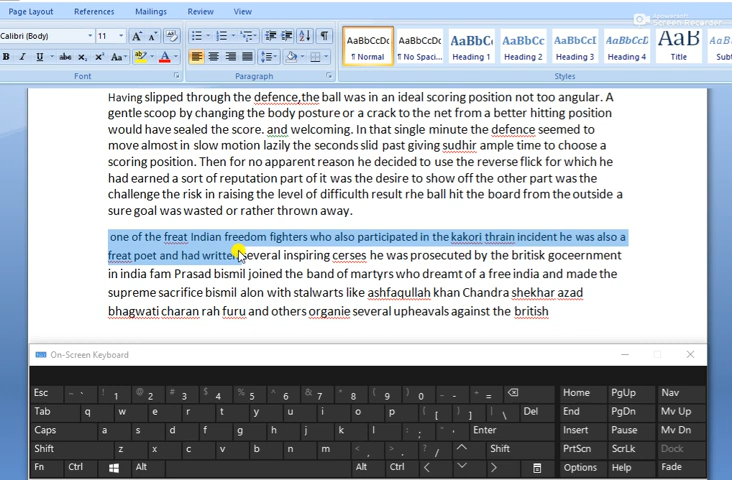 Page Layout References Mailings Review View
Screen Recorder
Calibri (Body) 11 A A Aa
B I U abc x₂ x² Aa ab A
AaBbCcDc AaBbCcDc AaBbCc AaBbCc AaBbCcI AaBbCcD AaB AaBb
¶ Normal ¶ No Spaci... Heading 1 Heading 2 Heading 3 Heading 4 Title Subt
Font Paragraph Styles
Having slipped through the defence,the ball was in an ideal scoring position not too angular. A
gentle scoop by changing the body posture or a crack to the net from a better hitting position
would have sealed the score. and welcoming. In that single minute the defence seemed to
move almost in slow motion lazily the seconds slid past giving sudhir ample time to choose a
scoring position. Then for no apparent reason he decided to use the reverse flick for which he
had earned a sort of reputation part of it was the desire to show off the other part was the
challenge the risk in raising the level of difficulth result rhe ball hit the board from the outside a
sure goal was wasted or rather thrown away.
one of the freat Indian freedom fighters who also participated in the kakori thrain incident he was also a
freat poet and had written several inspiring cerses he was prosecuted by the britisk goceernment
in india fam Prasad bismil joined the band of martyrs who dreamt of a free india and made the
supreme sacrifice bismil alon with stalwarts like ashfaqullah khan Chandra shekhar azad
bhagwati charan rah furu and others organie several upheavals against the british
On-Screen Keyboard
Esc ~ ` ! 1 @ 2 # 3 $ 4 % 5 ^ 6 & 7 * 8 ( 9 ) 0 _ - + = Home PgUp Nav
Tab q w e r t y u i o p { [ } ] | \ Del End PgDn Mv Up
Caps a s d f g h j k l : ; " ' Enter Insert Pause Mv Dn
Shift z x c v b n m < , > . ? / Shift PrtScn ScrLk Dock
Fn Ctrl Alt Alt Ctrl Options Help Fade